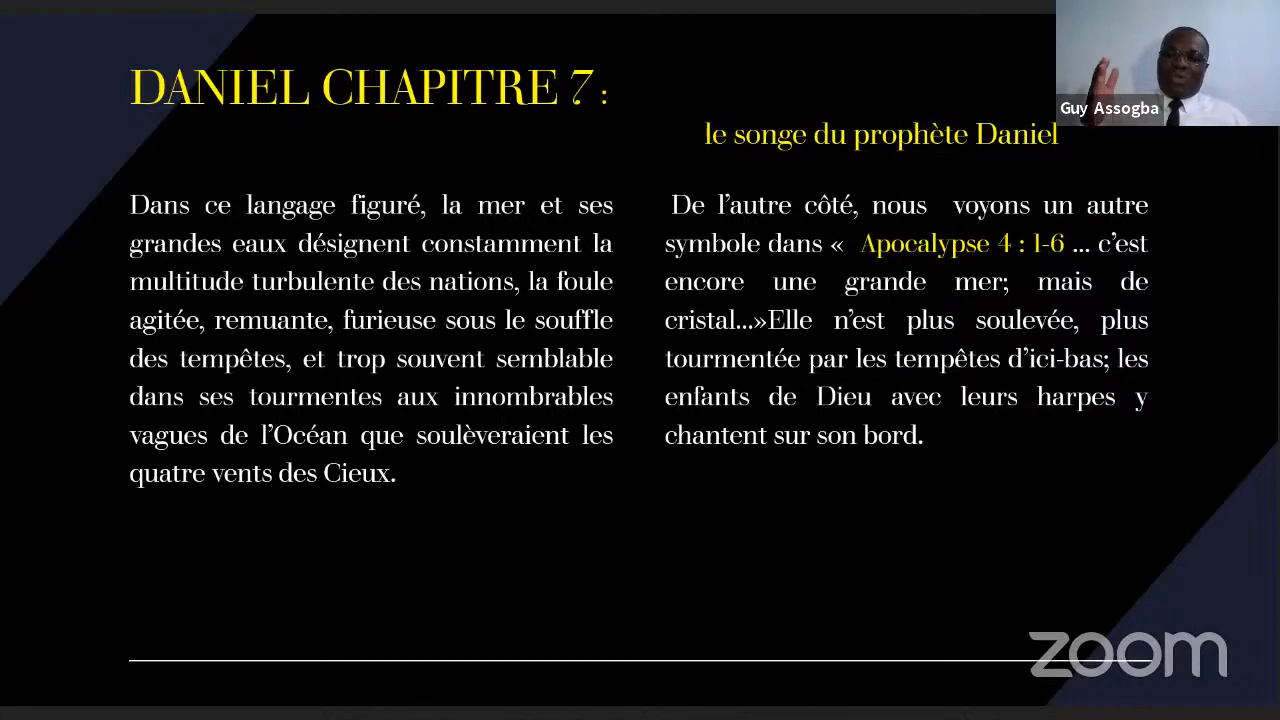 DANIEL CHAPITRE 7 :
le songe du prophète Daniel
Dans ce langage figuré, la mer et ses
grandes eaux désignent constamment la
multitude turbulente des nations, la foule
agitée, remuante, furieuse sous le souffle
des tempêtes, et trop souvent semblable
dans ses tourmentes aux innombrables
vagues de l’Océan que soulèveraient les
quatre vents des Cieux.
De l’autre côté, nous voyons un autre
symbole dans « Apocalypse 4 : 1-6 ... c’est
encore une grande mer; mais de
cristal...»Elle n’est plus soulevée, plus
tourmentée par les tempêtes d’ici-bas; les
enfants de Dieu avec leurs harpes y
chantent sur son bord.
Guy Assogba
zoom